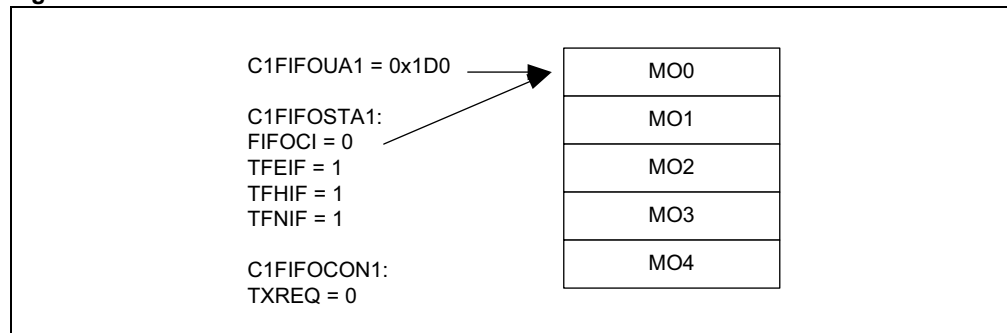 C1FIFOUA1 = 0x1D0
C1FIFOSTA1:
FIFOCI = 0
TFEIF = 1
TFHIF = 1
TFNIF = 1
C1FIFOCON1:
TXREQ = 0
MO0
MO1
MO2
MO3
MO4